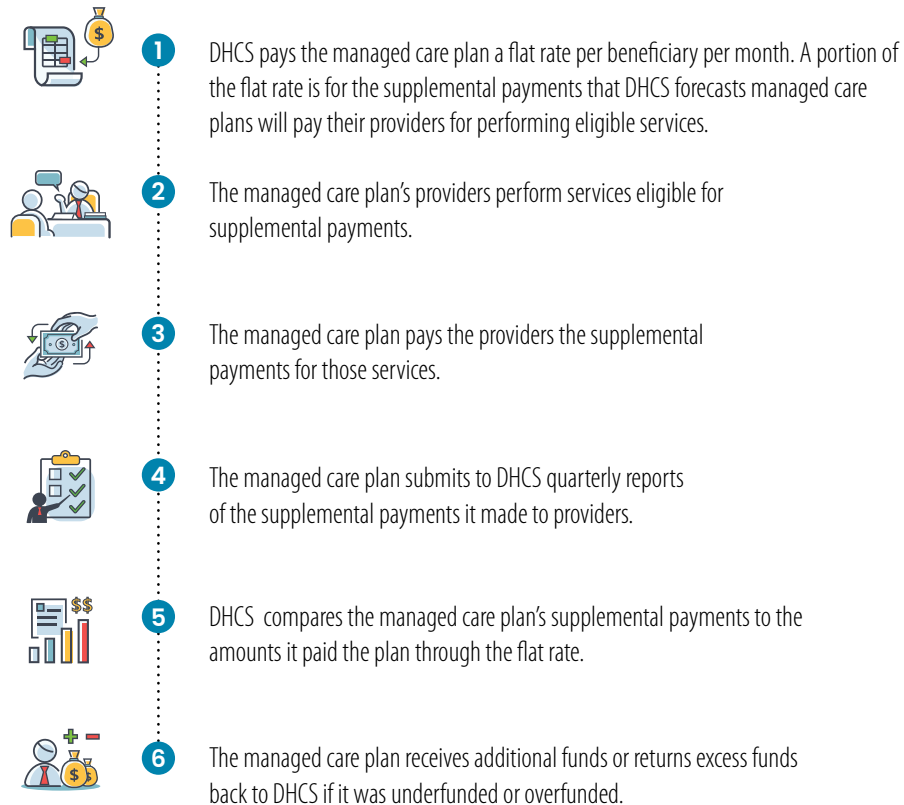 $
1
DHCS pays the managed care plan a flat rate per beneficiary per month. A portion of
the flat rate is for the supplemental payments that DHCS forecasts managed care
plans will pay their providers for performing eligible services.
2
The managed care plan’s providers perform services eligible for
supplemental payments.
$
3
The managed care plan pays the providers the supplemental
payments for those services.
4
The managed care plan submits to DHCS quarterly reports
of the supplemental payments it made to providers.
$$
5
DHCS  compares the managed care plan’s supplemental payments to the
amounts it paid the plan through the flat rate.
+ −
$ $
6
The managed care plan receives additional funds or returns excess funds
back to DHCS if it was underfunded or overfunded.